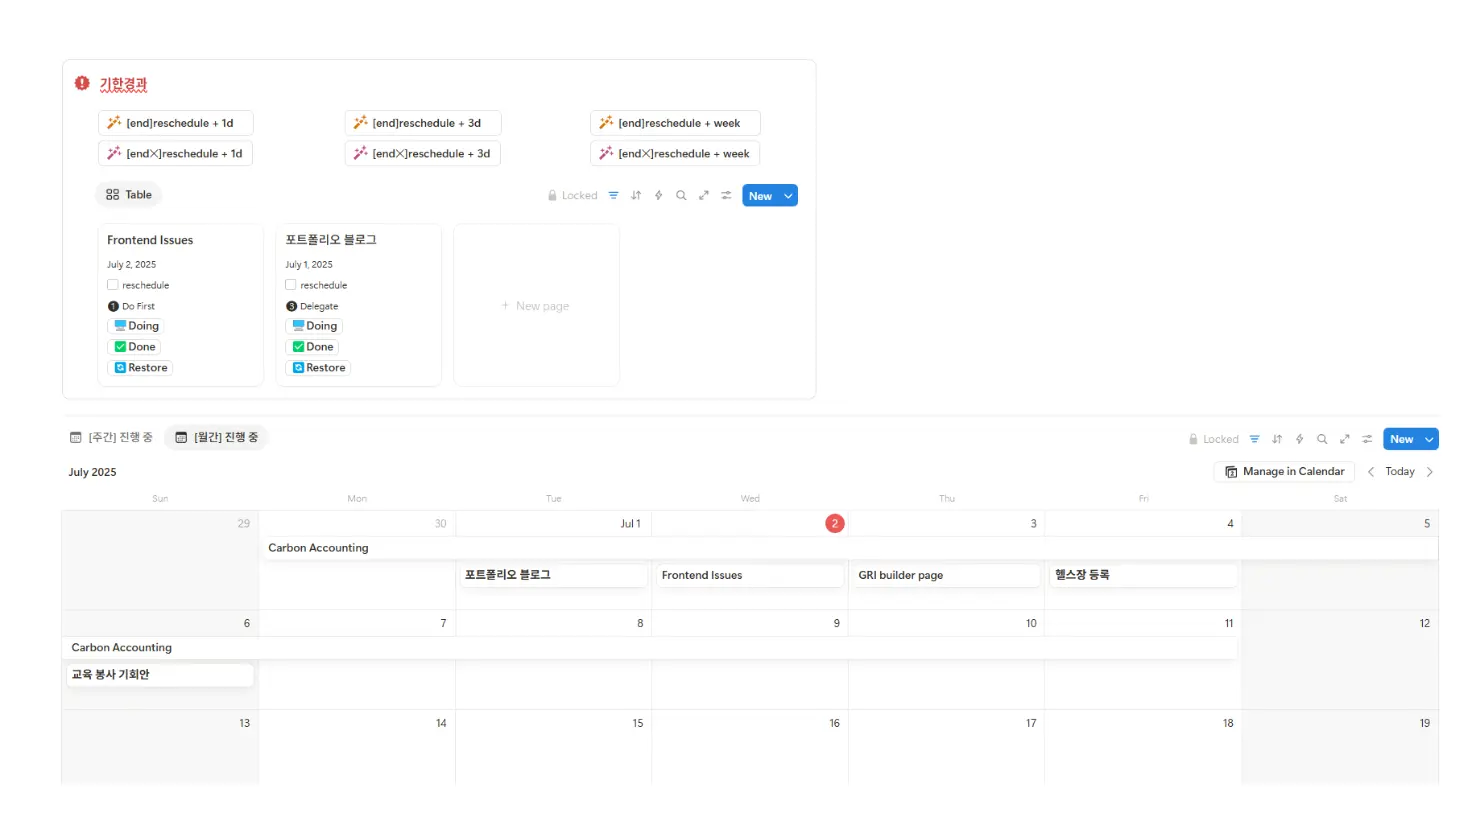 기한경과
[end]reschedule + 1d
[end]reschedule + 3d
[end]reschedule + week
[end╳]reschedule + 1d
[end╳]reschedule + 3d
[end╳]reschedule + week
Table
Locked
New
Frontend Issues
July 2, 2025
reschedule
1 Do First
Doing
Done
Restore
포트폴리오 블로그
July 1, 2025
reschedule
3 Delegate
Doing
Done
Restore
+ New page
[주간] 진행 중
[월간] 진행 중
Locked
New
July 2025
Manage in Calendar
Today
Sun Mon Tue Wed Thu Fri Sat
29 30 Jul 1 2 3 4 5
Carbon Accounting
포트폴리오 블로그
Frontend Issues
GRI builder page
헬스장 등록
6 7 8 9 10 11 12
Carbon Accounting
교육 봉사 기회안
13 14 15 16 17 18 19